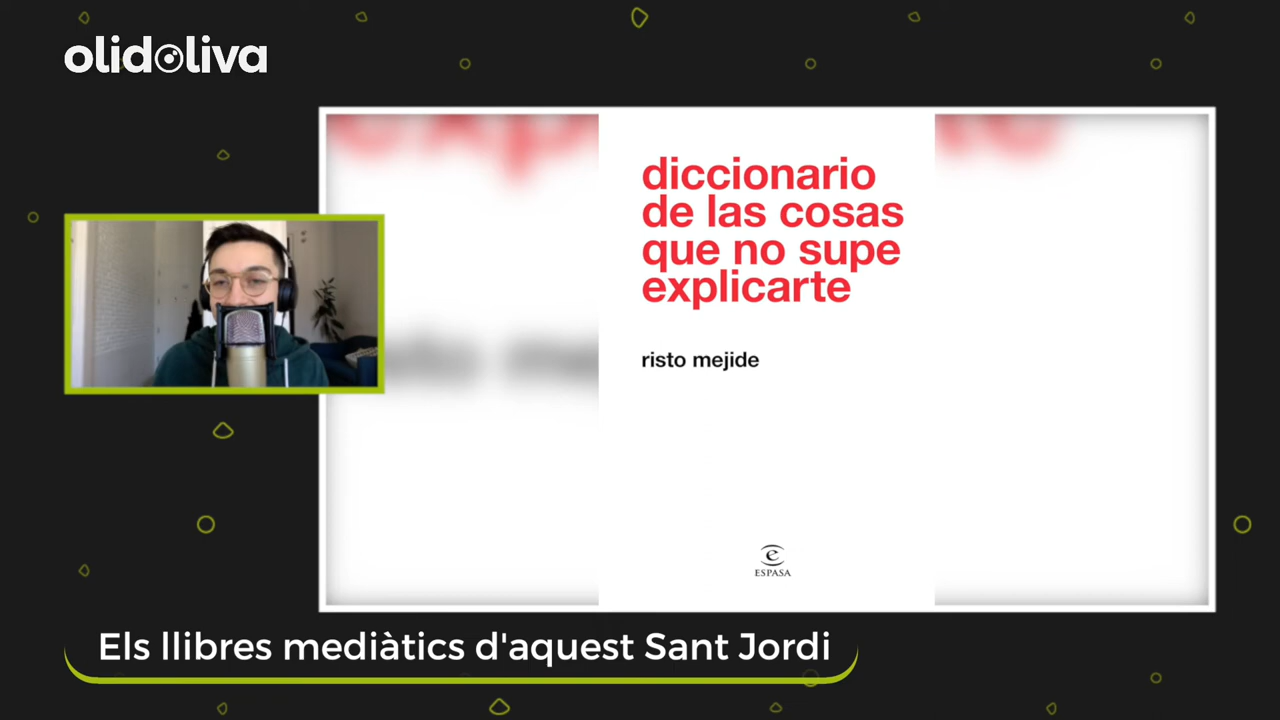 olidoliva
diccionario
de las cosas
que no supe
explicarte
risto mejide
e
ESPASA
Els llibres mediàtics d'aquest Sant Jordi